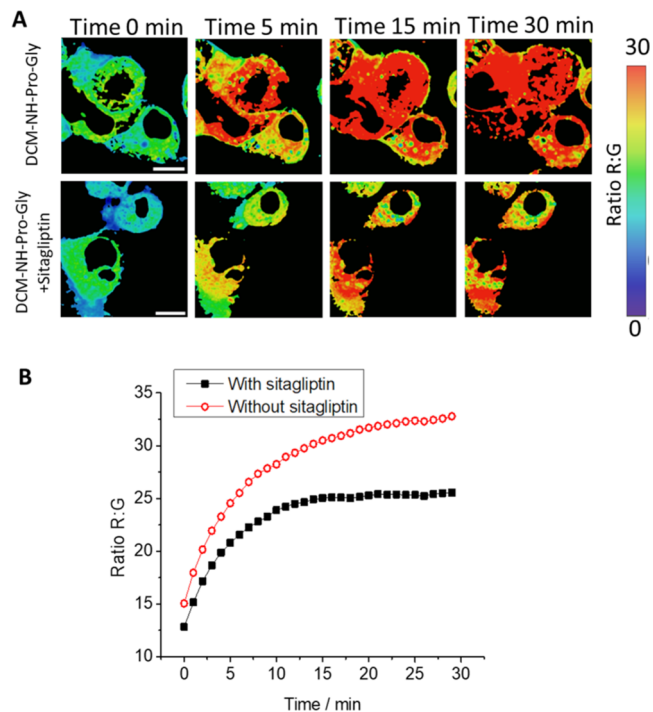 A
Time 0 min Time 5 min Time 15 min Time 30 min
DCM-NH-Pro-Gly
DCM-NH-Pro-Gly
+Sitagliptin
30
Ratio R:G
0
B
With sitagliptin
Without sitagliptin
35
30
25
20
15
10
Ratio R:G
0 5 10 15 20 25 30
Time / min